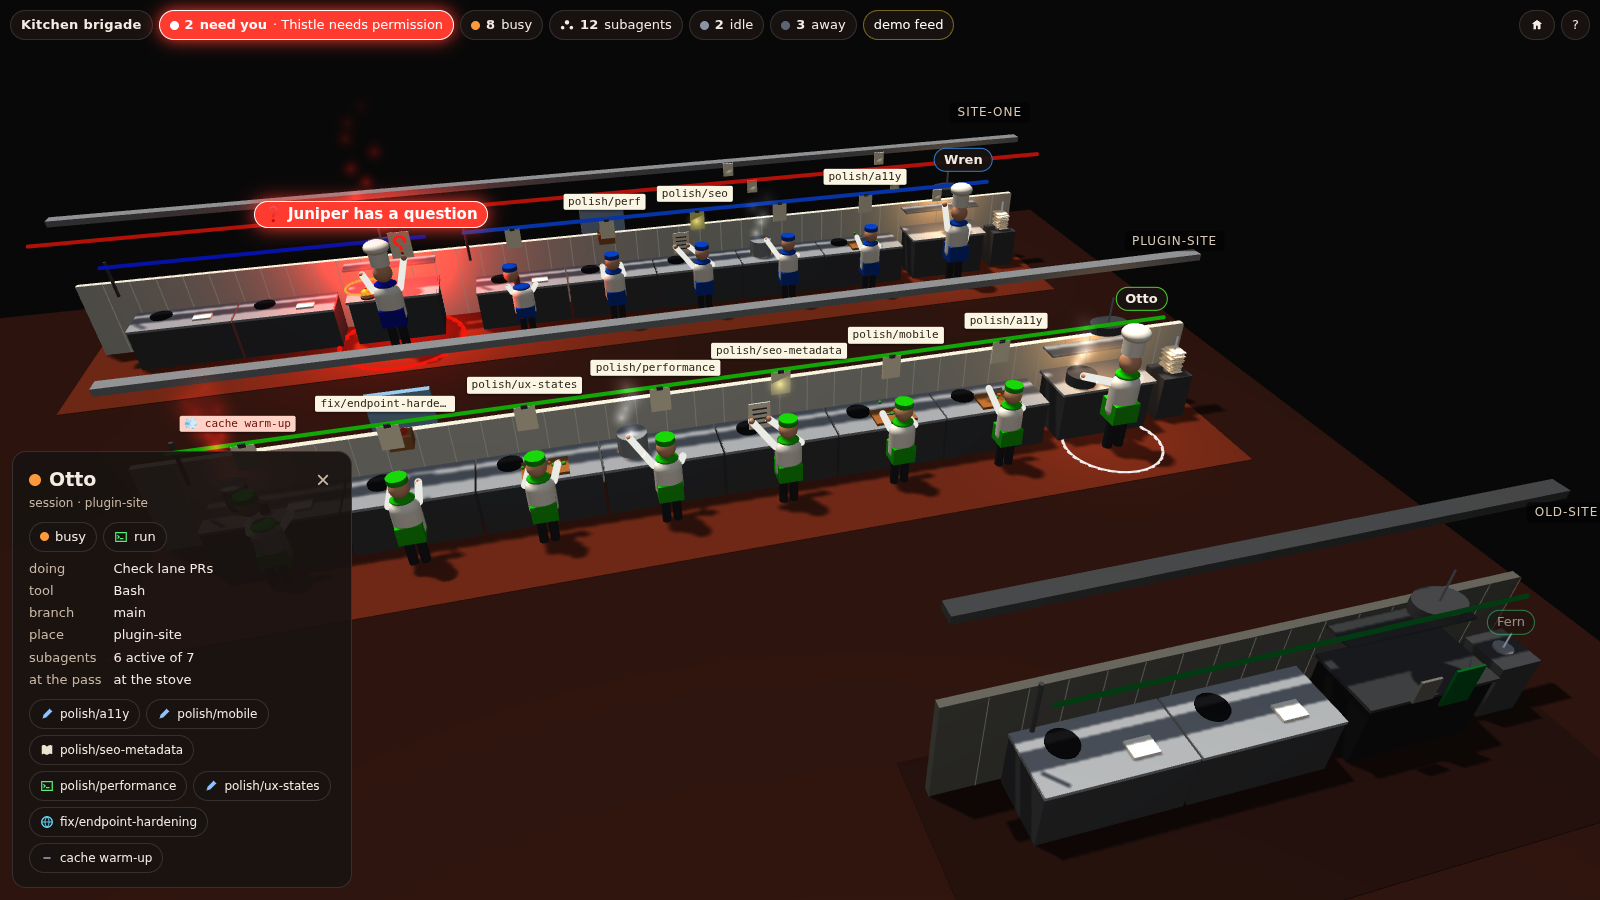 Kitchen brigade
2 need you · Thistle needs permission
8 busy
12 subagents
2 idle
3 away
demo feed
?
SITE-ONE
Wren
polish/a11y
polish/seo
polish/perf
Juniper has a question
?
PLUGIN-SITE
Otto
polish/a11y
polish/mobile
polish/seo-metadata
polish/performance
polish/ux-states
fix/endpoint-harde…
cache warm-up
OLD-SITE
Fern
Otto
session · plugin-site
busy
run
doing Check lane PRs
tool Bash
branch main
place plugin-site
subagents 6 active of 7
at the pass at the stove
polish/a11y
polish/mobile
polish/seo-metadata
polish/performance
polish/ux-states
fix/endpoint-hardening
cache warm-up